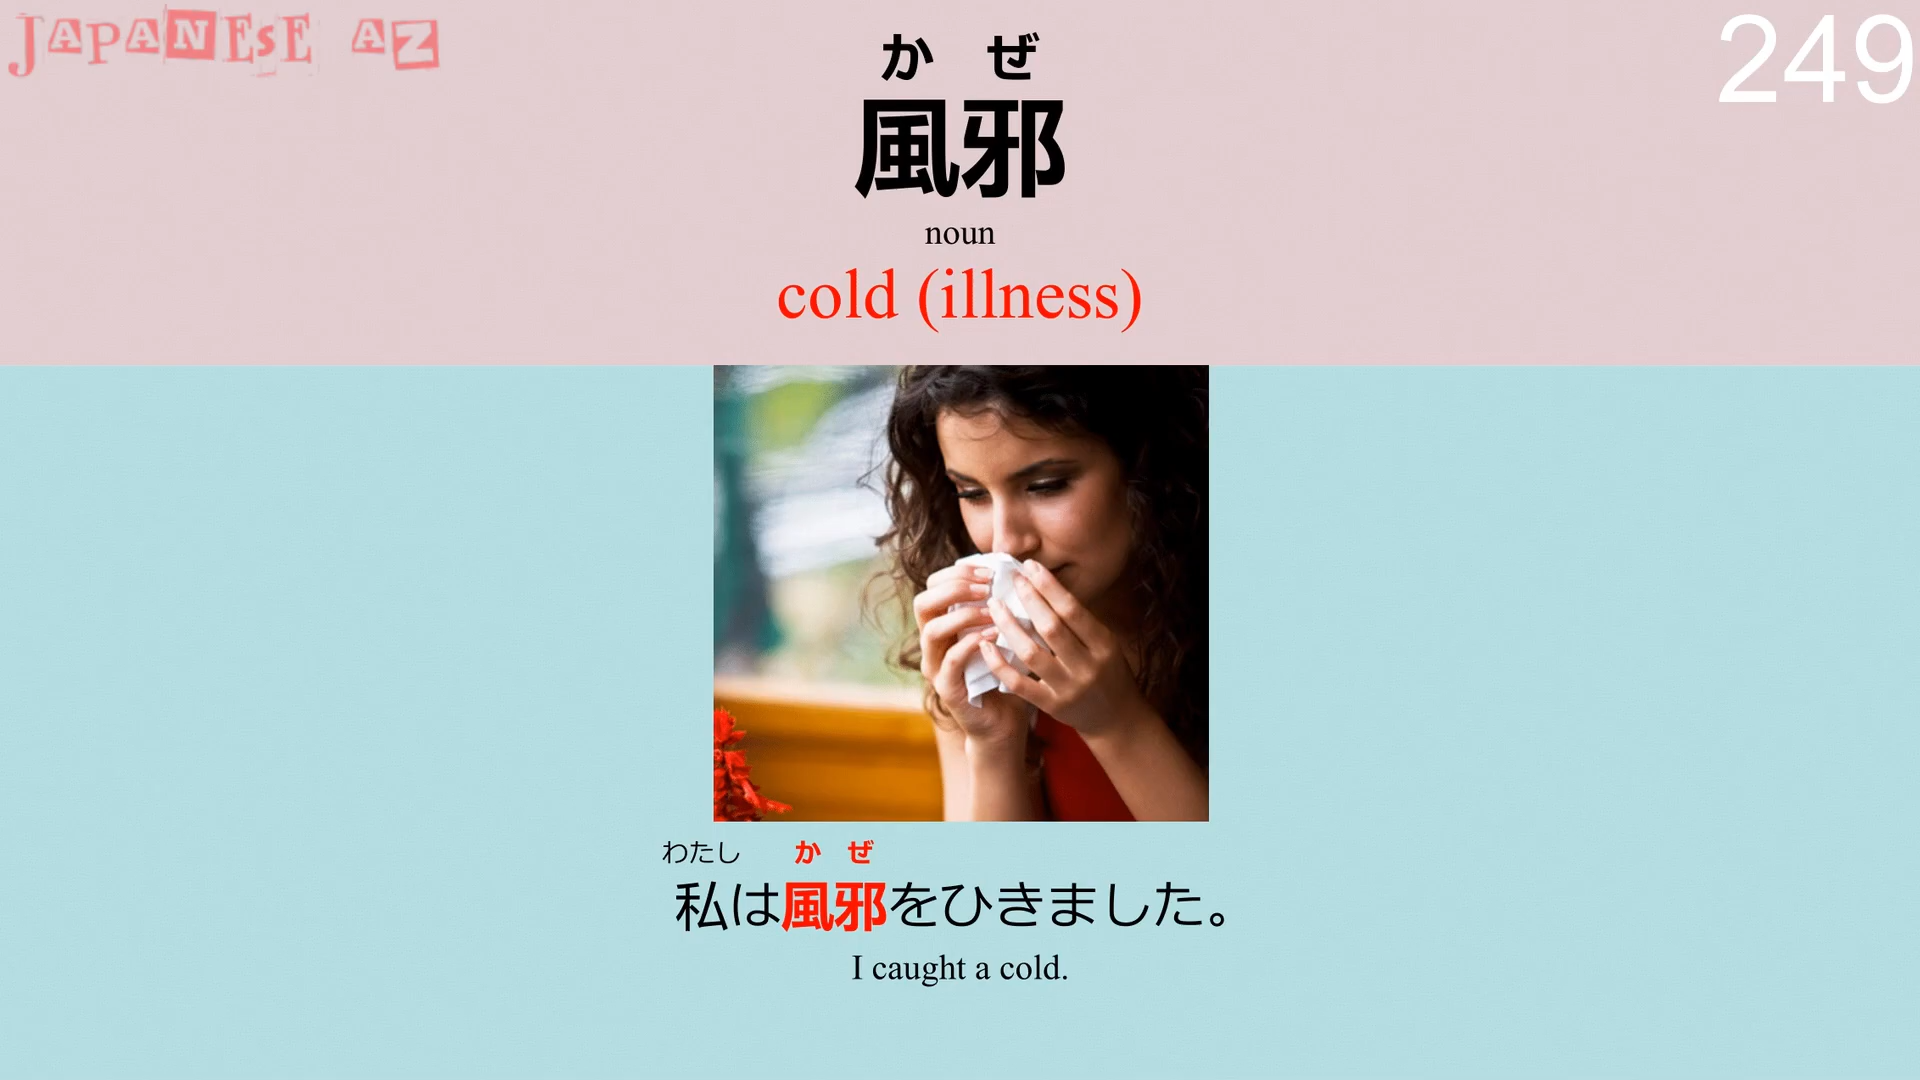 JAPANESE AZ
249
か ぜ
風邪
noun
cold (illness)
わたし か ぜ
私は風邪をひきました。
I caught a cold.